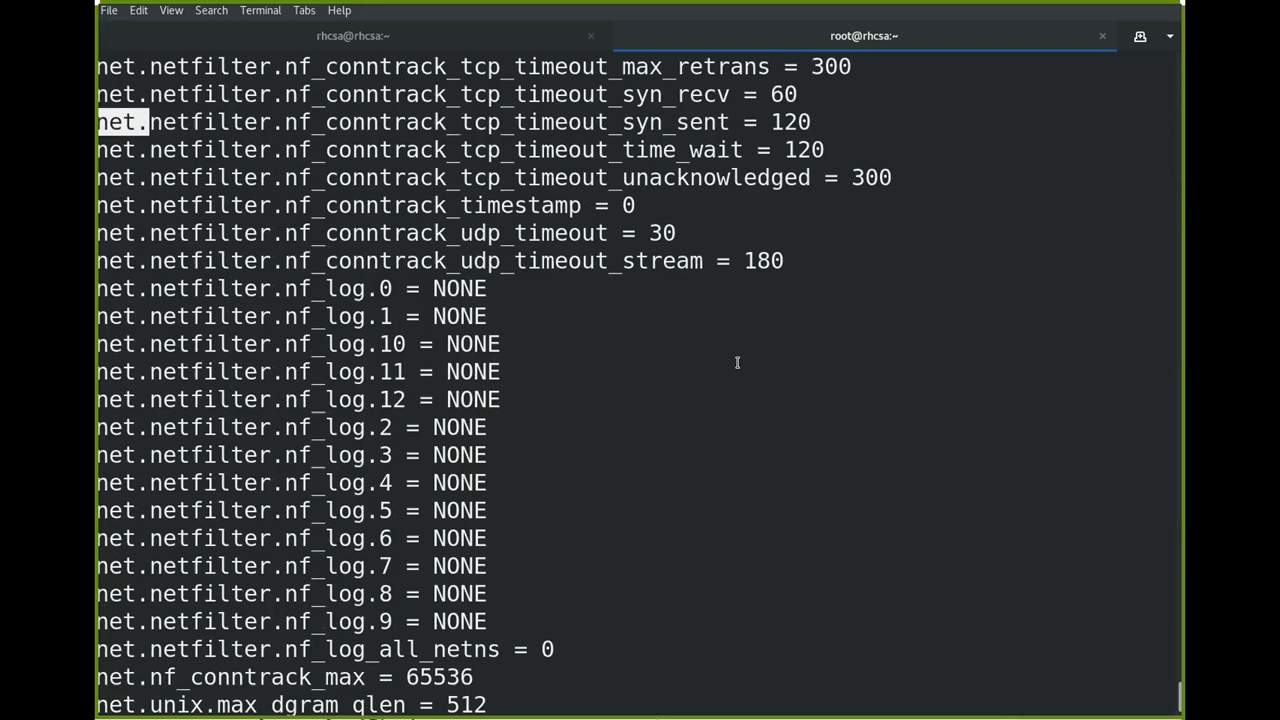 File Edit View Search Terminal Tabs Help
rhcsa@rhcsa:~ × root@rhcsa:~ ×
net.netfilter.nf_conntrack_tcp_timeout_max_retrans = 300
net.netfilter.nf_conntrack_tcp_timeout_syn_recv = 60
net.netfilter.nf_conntrack_tcp_timeout_syn_sent = 120
net.netfilter.nf_conntrack_tcp_timeout_time_wait = 120
net.netfilter.nf_conntrack_tcp_timeout_unacknowledged = 300
net.netfilter.nf_conntrack_timestamp = 0
net.netfilter.nf_conntrack_udp_timeout = 30
net.netfilter.nf_conntrack_udp_timeout_stream = 180
net.netfilter.nf_log.0 = NONE
net.netfilter.nf_log.1 = NONE
net.netfilter.nf_log.10 = NONE
net.netfilter.nf_log.11 = NONE
net.netfilter.nf_log.12 = NONE
net.netfilter.nf_log.2 = NONE
net.netfilter.nf_log.3 = NONE
net.netfilter.nf_log.4 = NONE
net.netfilter.nf_log.5 = NONE
net.netfilter.nf_log.6 = NONE
net.netfilter.nf_log.7 = NONE
net.netfilter.nf_log.8 = NONE
net.netfilter.nf_log.9 = NONE
net.netfilter.nf_log_all_netns = 0
net.nf_conntrack_max = 65536
net.unix.max_dgram_qlen = 512